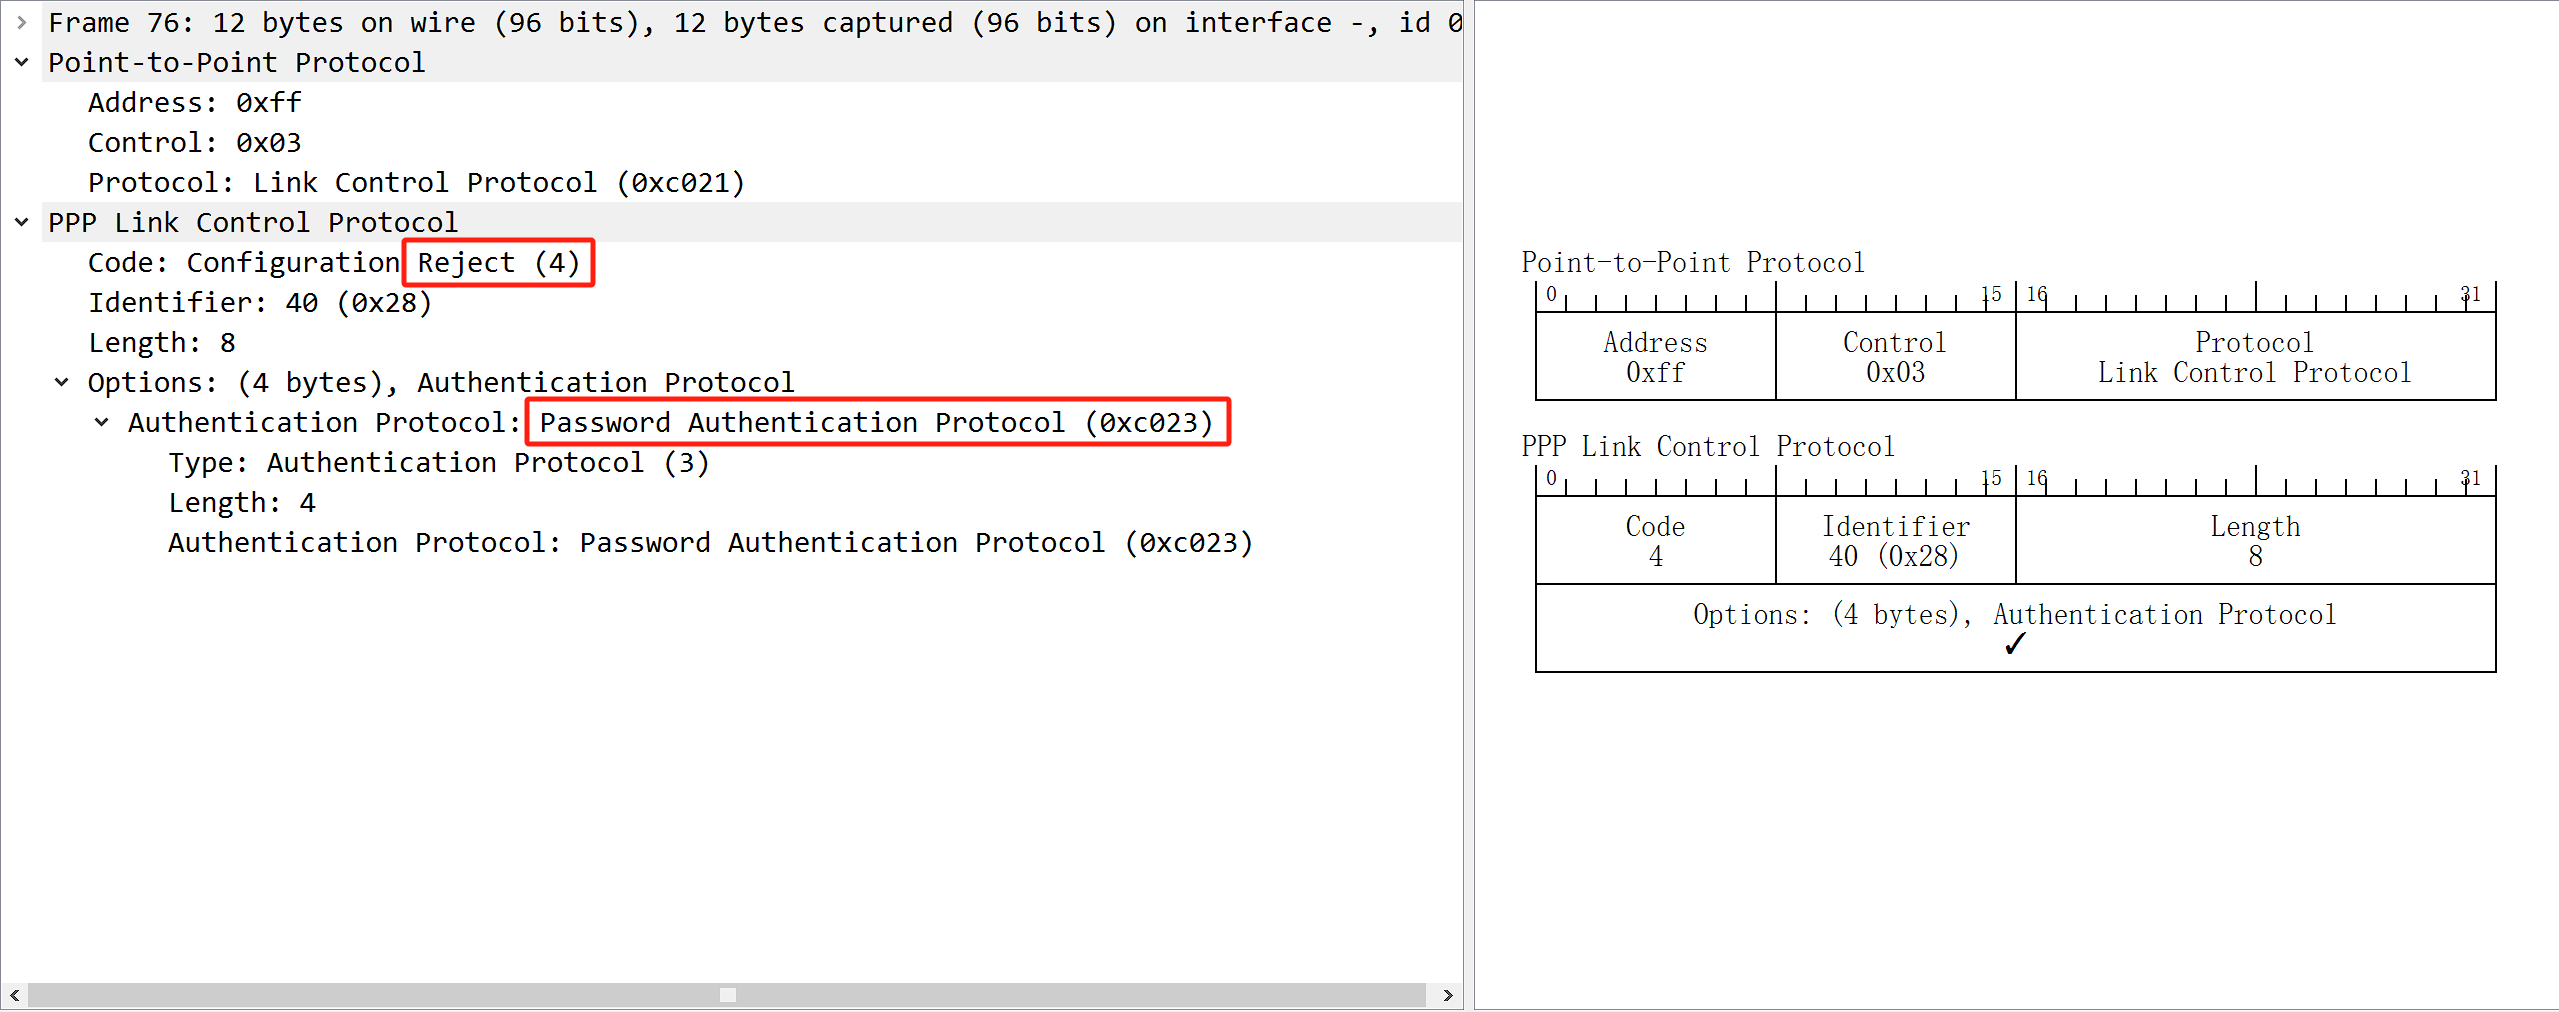 Frame 76: 12 bytes on wire (96 bits), 12 bytes captured (96 bits) on interface -, id 0
Point-to-Point Protocol
Address: 0xff
Control: 0x03
Protocol: Link Control Protocol (0xc021)
PPP Link Control Protocol
Code: Configuration Reject (4)
Identifier: 40 (0x28)
Length: 8
Options: (4 bytes), Authentication Protocol
Authentication Protocol: Password Authentication Protocol (0xc023)
Type: Authentication Protocol (3)
Length: 4
Authentication Protocol: Password Authentication Protocol (0xc023)
Point-to-Point Protocol
0 15 16 31
Address Control Protocol
0xff 0x03 Link Control Protocol
PPP Link Control Protocol
0 15 16 31
Code Identifier Length
4 40 (0x28) 8
Options: (4 bytes), Authentication Protocol
✓